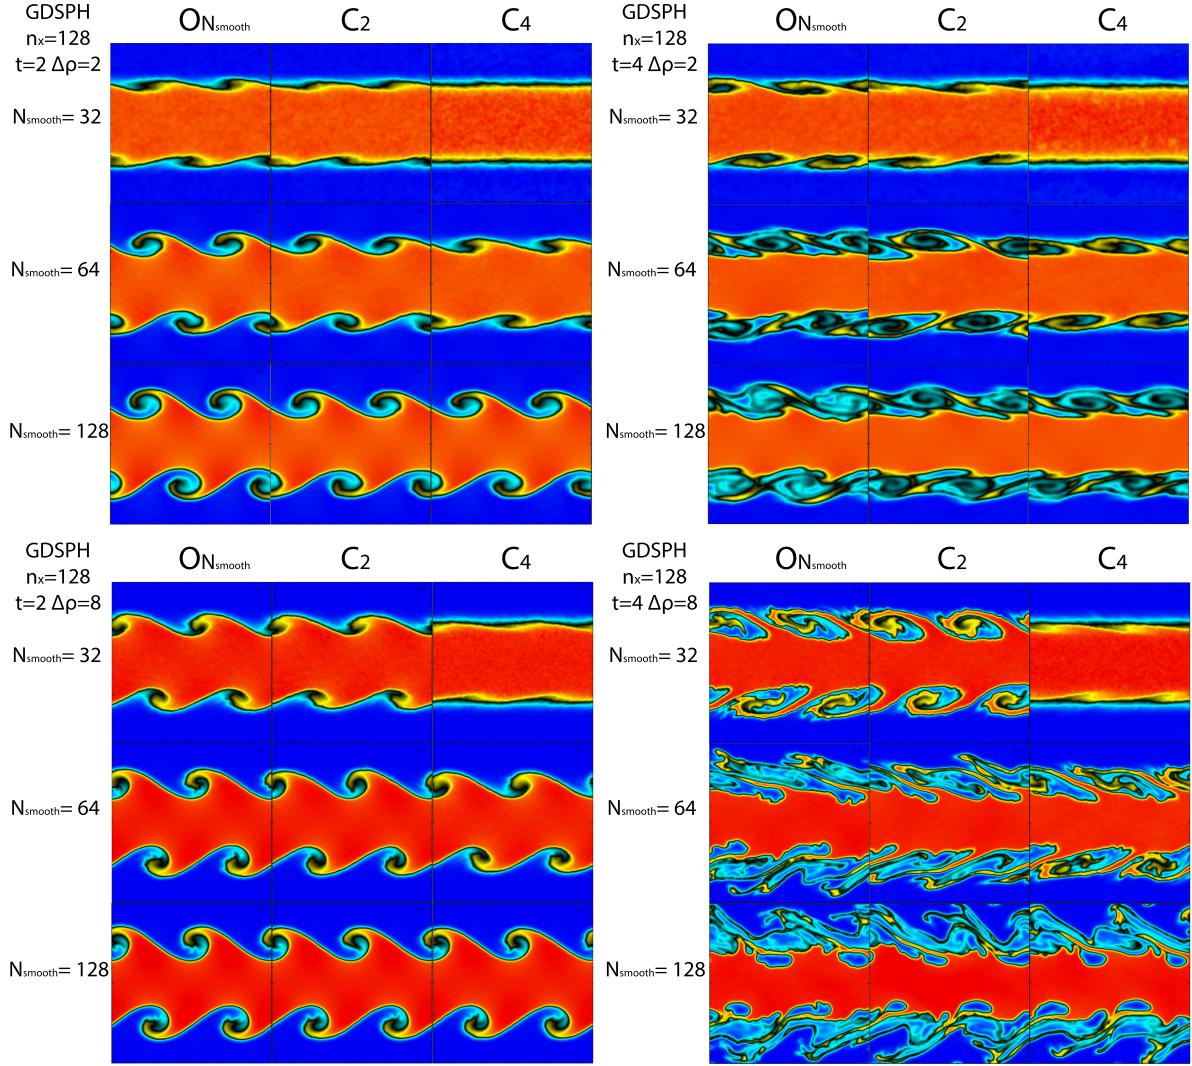 GDSPH
nx=128
t=2 Δρ=2
ONsmooth
C2
C4
Nsmooth= 32
Nsmooth= 64
Nsmooth= 128
GDSPH
nx=128
t=4 Δρ=2
ONsmooth
C2
C4
Nsmooth= 32
Nsmooth= 64
Nsmooth= 128
GDSPH
nx=128
t=2 Δρ=8
ONsmooth
C2
C4
Nsmooth= 32
Nsmooth= 64
Nsmooth= 128
GDSPH
nx=128
t=4 Δρ=8
ONsmooth
C2
C4
Nsmooth= 32
Nsmooth= 64
Nsmooth= 128